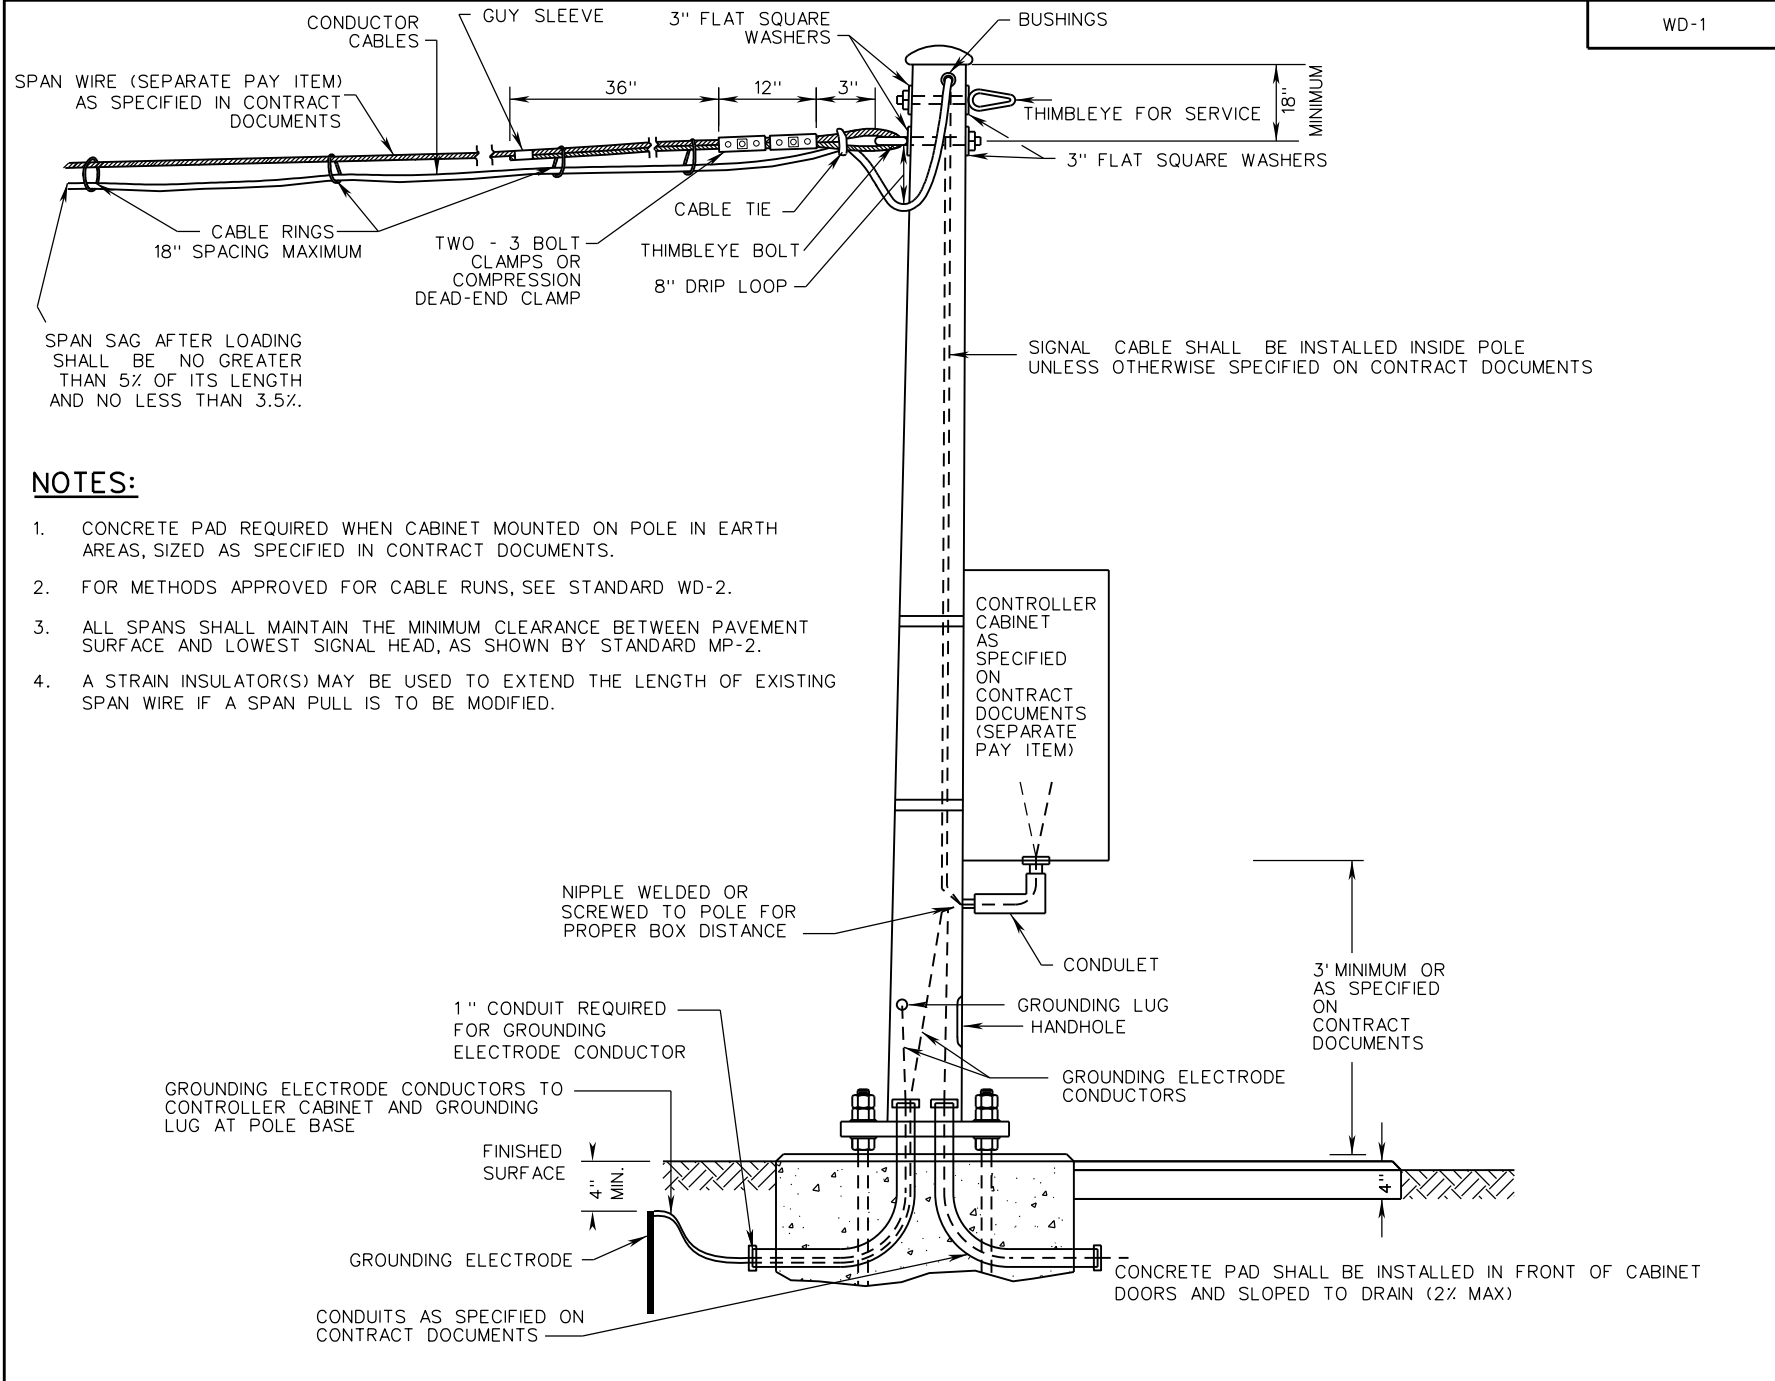 WD-1
CONDUCTOR
CABLES
GUY SLEEVE
3" FLAT SQUARE
WASHERS
BUSHINGS
SPAN WIRE (SEPARATE PAY ITEM)
AS SPECIFIED IN CONTRACT
DOCUMENTS
36"
12"
3"
18"
MINIMUM
THIMBLEYE FOR SERVICE
3" FLAT SQUARE WASHERS
CABLE RINGS
18" SPACING MAXIMUM
TWO - 3 BOLT
CLAMPS OR
COMPRESSION
DEAD-END CLAMP
CABLE TIE
THIMBLEYE BOLT
8" DRIP LOOP
SPAN SAG AFTER LOADING
SHALL BE NO GREATER
THAN 5% OF ITS LENGTH
AND NO LESS THAN 3.5%.
SIGNAL CABLE SHALL BE INSTALLED INSIDE POLE
UNLESS OTHERWISE SPECIFIED ON CONTRACT DOCUMENTS
NOTES:
1. CONCRETE PAD REQUIRED WHEN CABINET MOUNTED ON POLE IN EARTH
AREAS, SIZED AS SPECIFIED IN CONTRACT DOCUMENTS.
2. FOR METHODS APPROVED FOR CABLE RUNS, SEE STANDARD WD-2.
3. ALL SPANS SHALL MAINTAIN THE MINIMUM CLEARANCE BETWEEN PAVEMENT
SURFACE AND LOWEST SIGNAL HEAD, AS SHOWN BY STANDARD MP-2.
4. A STRAIN INSULATOR(S) MAY BE USED TO EXTEND THE LENGTH OF EXISTING
SPAN WIRE IF A SPAN PULL IS TO BE MODIFIED.
CONTROLLER
CABINET
AS
SPECIFIED
ON
CONTRACT
DOCUMENTS
(SEPARATE
PAY ITEM)
NIPPLE WELDED OR
SCREWED TO POLE FOR
PROPER BOX DISTANCE
CONDULET
3' MINIMUM OR
AS SPECIFIED
ON
CONTRACT
DOCUMENTS
1" CONDUIT REQUIRED
FOR GROUNDING
ELECTRODE CONDUCTOR
GROUNDING LUG
HANDHOLE
GROUNDING ELECTRODE
CONDUCTORS
GROUNDING ELECTRODE CONDUCTORS TO
CONTROLLER CABINET AND GROUNDING
LUG AT POLE BASE
FINISHED
SURFACE
4"
MIN.
4"
GROUNDING ELECTRODE
CONCRETE PAD SHALL BE INSTALLED IN FRONT OF CABINET
DOORS AND SLOPED TO DRAIN (2% MAX)
CONDUITS AS SPECIFIED ON
CONTRACT DOCUMENTS